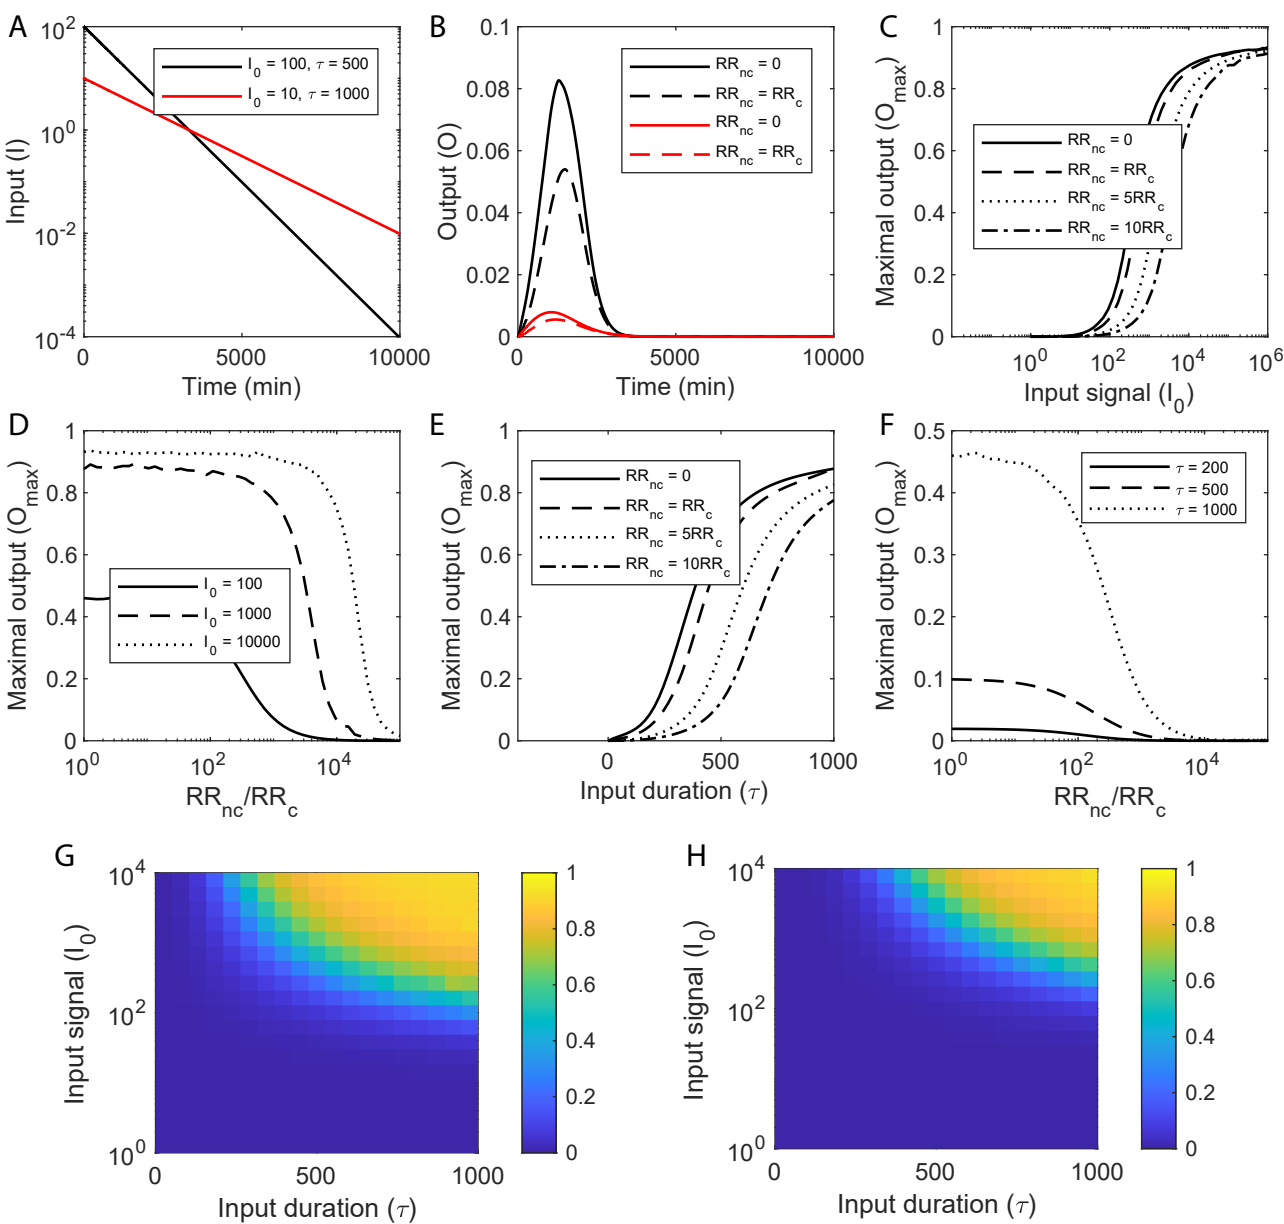 A
10^2
10^0
10^-2
10^-4
Input (I)
I_0 = 100, τ = 500
I_0 = 10, τ = 1000
0
5000
10000
Time (min)
B
0.1
0.08
0.06
0.04
0.02
0
Output (O)
RR_nc = 0
RR_nc = RR_c
RR_nc = 0
RR_nc = RR_c
0
5000
10000
Time (min)
C
1
0.8
0.6
0.4
0.2
0
Maximal output (O_max)
RR_nc = 0
RR_nc = RR_c
RR_nc = 5RR_c
RR_nc = 10RR_c
10^0
10^2
10^4
10^6
Input signal (I_0)
D
1
0.8
0.6
0.4
0.2
0
Maximal output (O_max)
I_0 = 100
I_0 = 1000
I_0 = 10000
10^0
10^2
10^4
RR_nc/RR_c
E
1
0.8
0.6
0.4
0.2
0
Maximal output (O_max)
RR_nc = 0
RR_nc = RR_c
RR_nc = 5RR_c
RR_nc = 10RR_c
0
500
1000
Input duration (τ)
F
0.5
0.4
0.3
0.2
0.1
0
Maximal output (O_max)
τ = 200
τ = 500
τ = 1000
10^0
10^2
10^4
RR_nc/RR_c
G
10^4
10^2
10^0
Input signal (I_0)
0
500
1000
Input duration (τ)
1
0.8
0.6
0.4
0.2
0
H
10^4
10^2
10^0
Input signal (I_0)
0
500
1000
Input duration (τ)
1
0.8
0.6
0.4
0.2
0